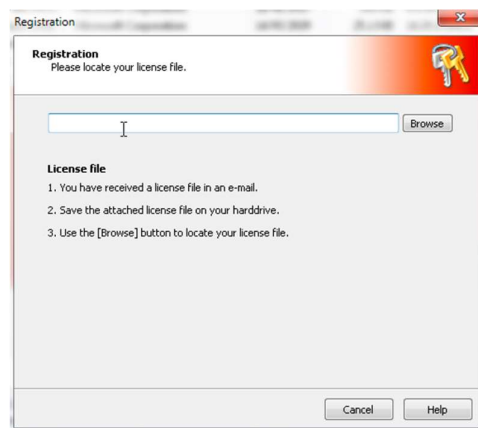 Registration
Registration
Please locate your license file.
Browse
License file
1. You have received a license file in an e-mail.
2. Save the attached license file on your harddrive.
3. Use the [Browse] button to locate your license file.
Cancel
Help